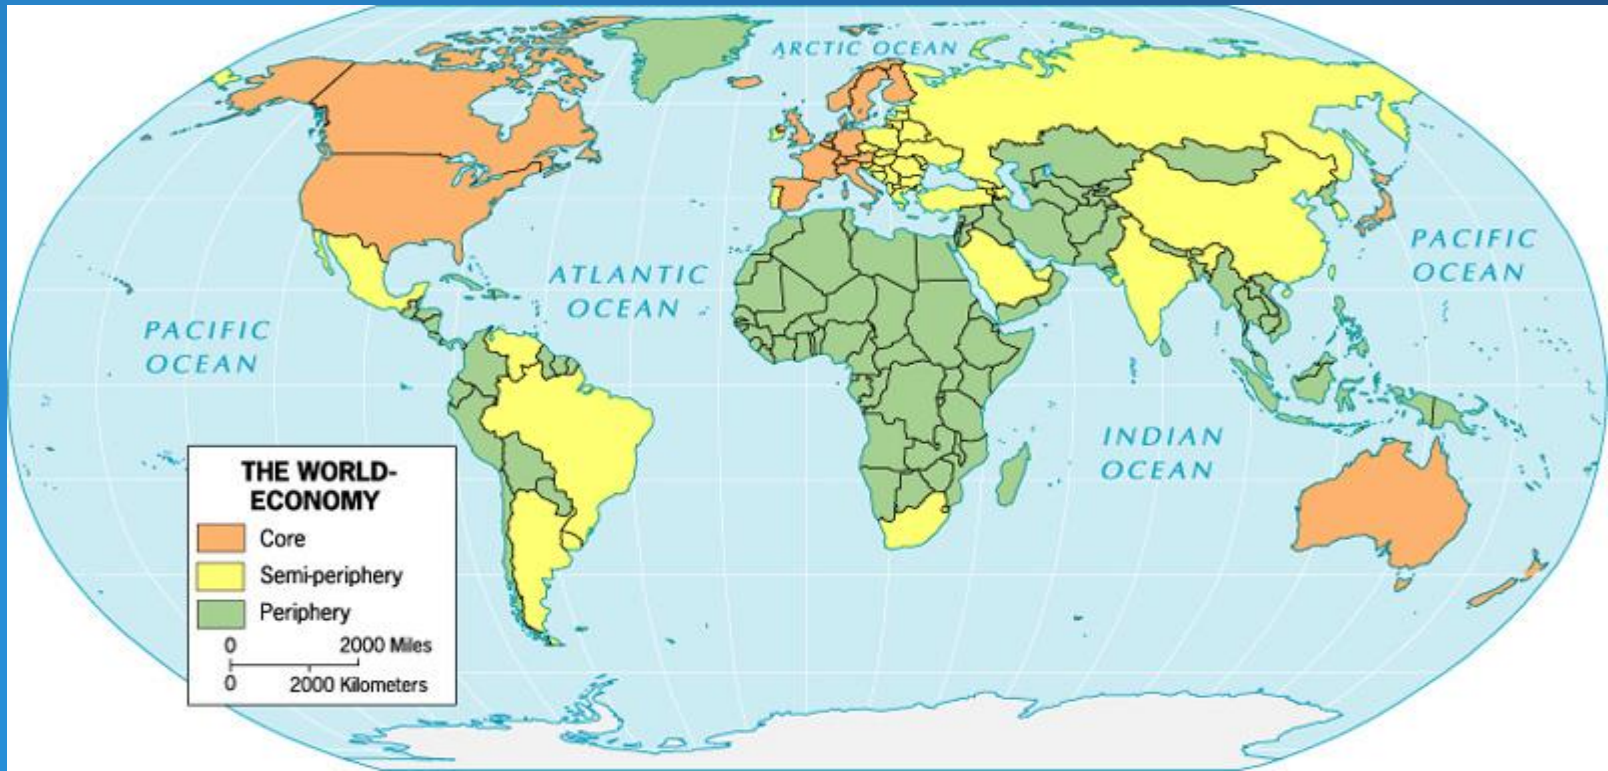 ARCTIC OCEAN
ATLANTIC
OCEAN
PACIFIC
OCEAN
PACIFIC
OCEAN
INDIAN
OCEAN
THE WORLD-
ECONOMY
Core
Semi-periphery
Periphery
0 2000 Miles
0 2000 Kilometers